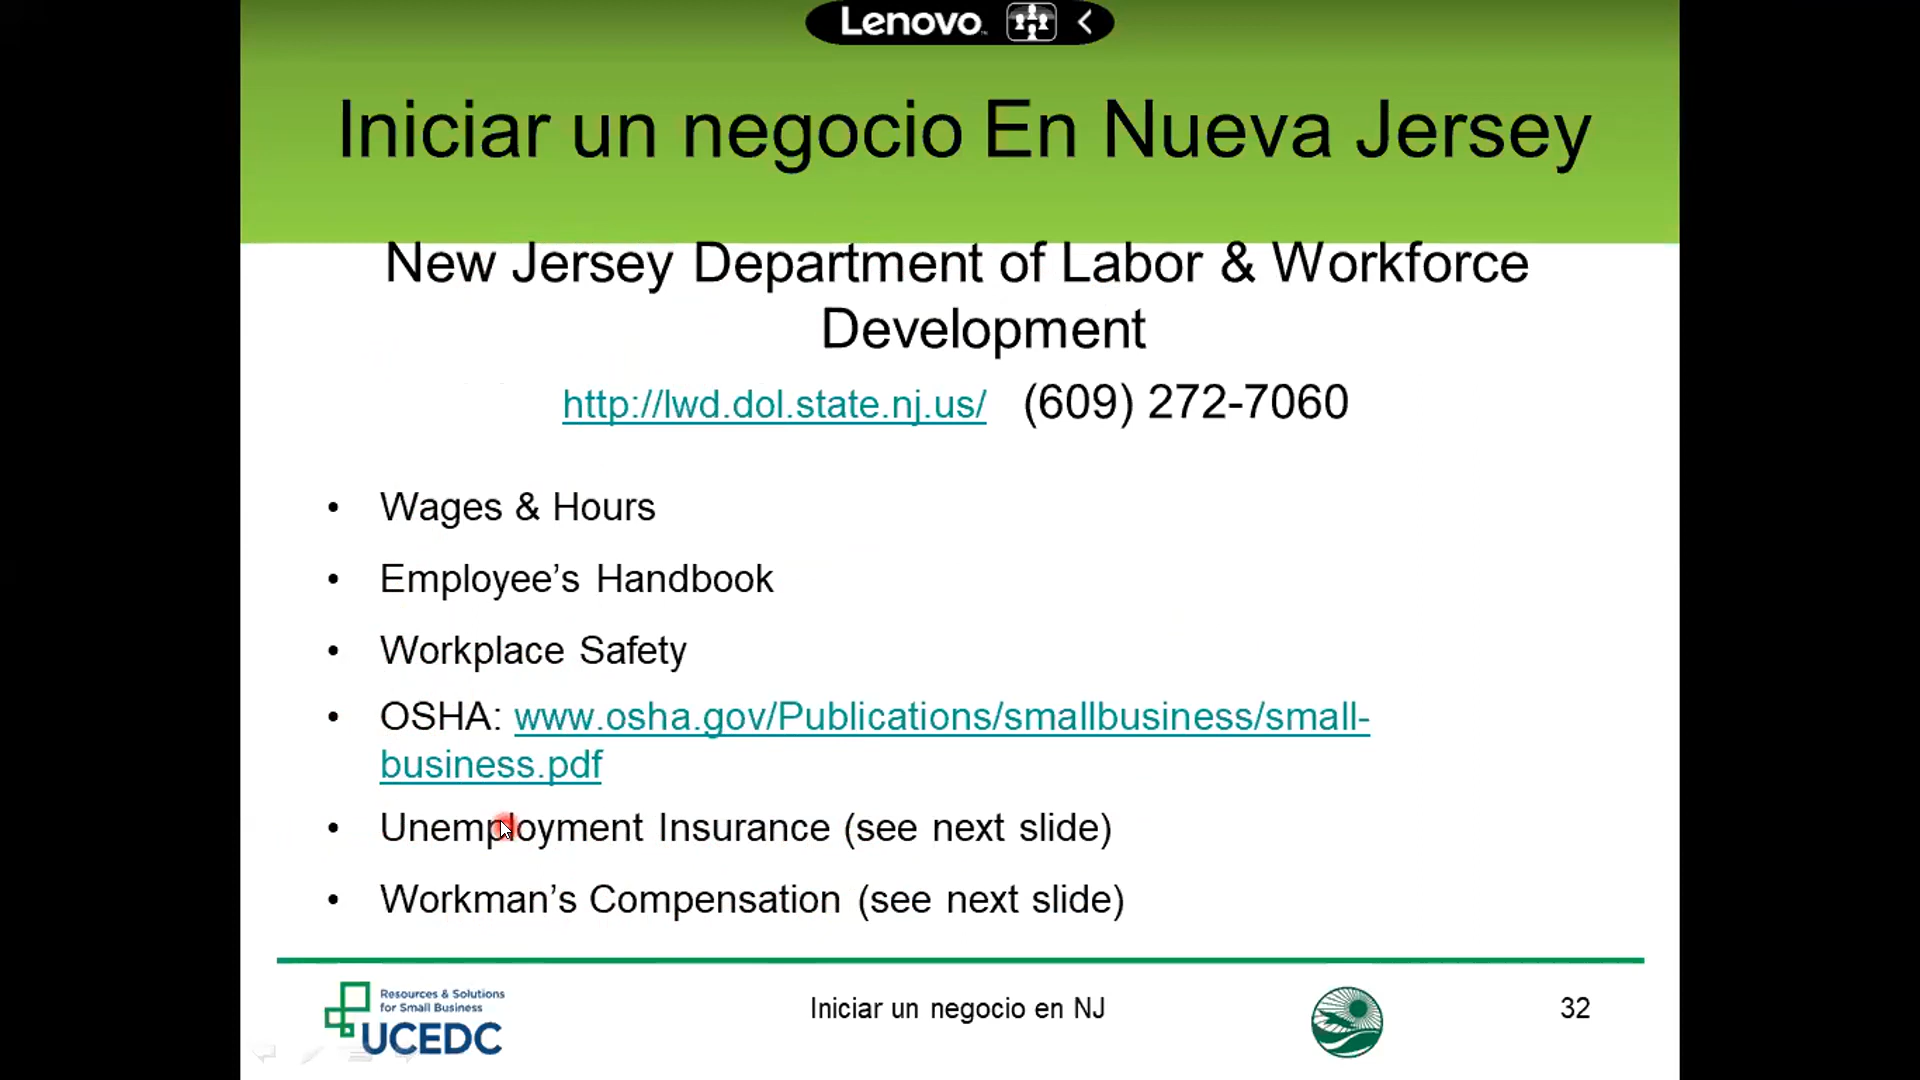 Lenovo
Iniciar un negocio En Nueva Jersey
New Jersey Department of Labor & Workforce
Development
http://lwd.dol.state.nj.us/ (609) 272-7060
• Wages & Hours
• Employee’s Handbook
• Workplace Safety
• OSHA: www.osha.gov/Publications/smallbusiness/small-
business.pdf
• Unemployment Insurance (see next slide)
• Workman’s Compensation (see next slide)
Resources & Solutions
for Small Business
UCEDC
Iniciar un negocio en NJ
32